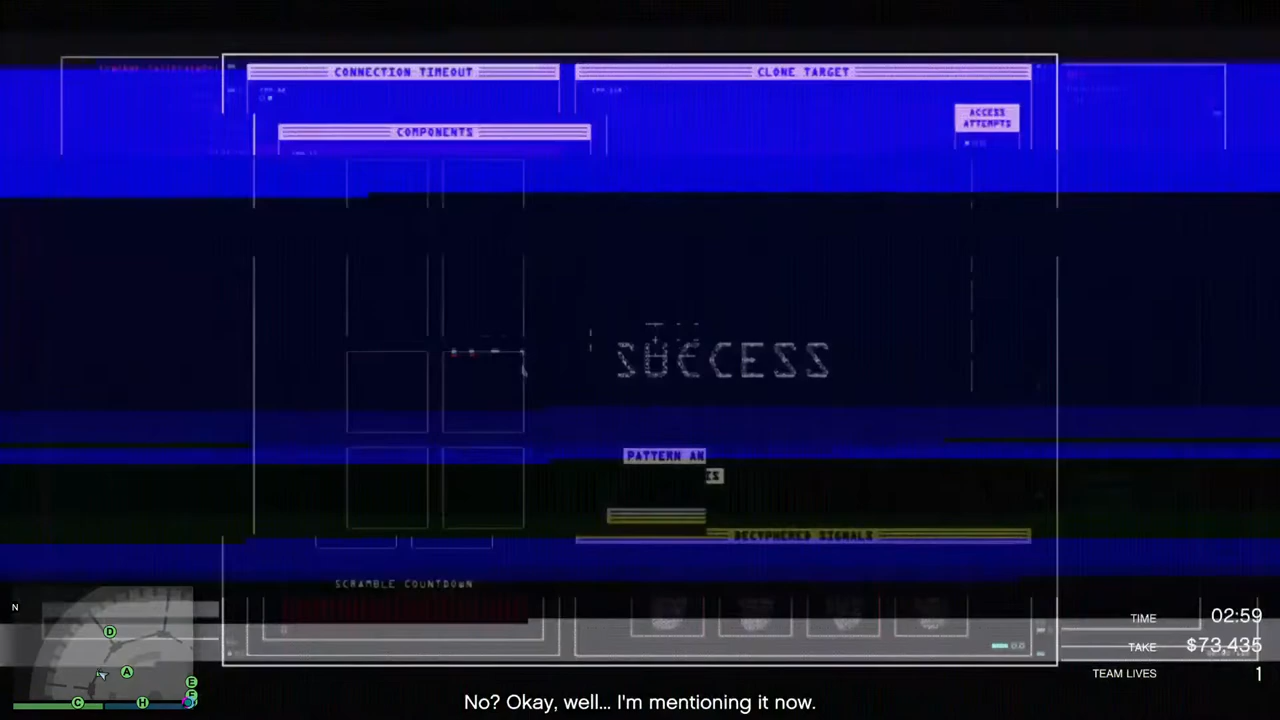 CONNECTION TIMEOUT
CLONE TARGET
ACCESS
ATTEMPTS
COMPONENTS
SUCCESS
PATTERN AN
IS
DECYPHERED SIGNALS
SCRAMBLE COUNTDOWN
N
D
A
E
E
C
H
TIME 02:59
TAKE $73,435
TEAM LIVES 1
No? Okay, well... I'm mentioning it now.